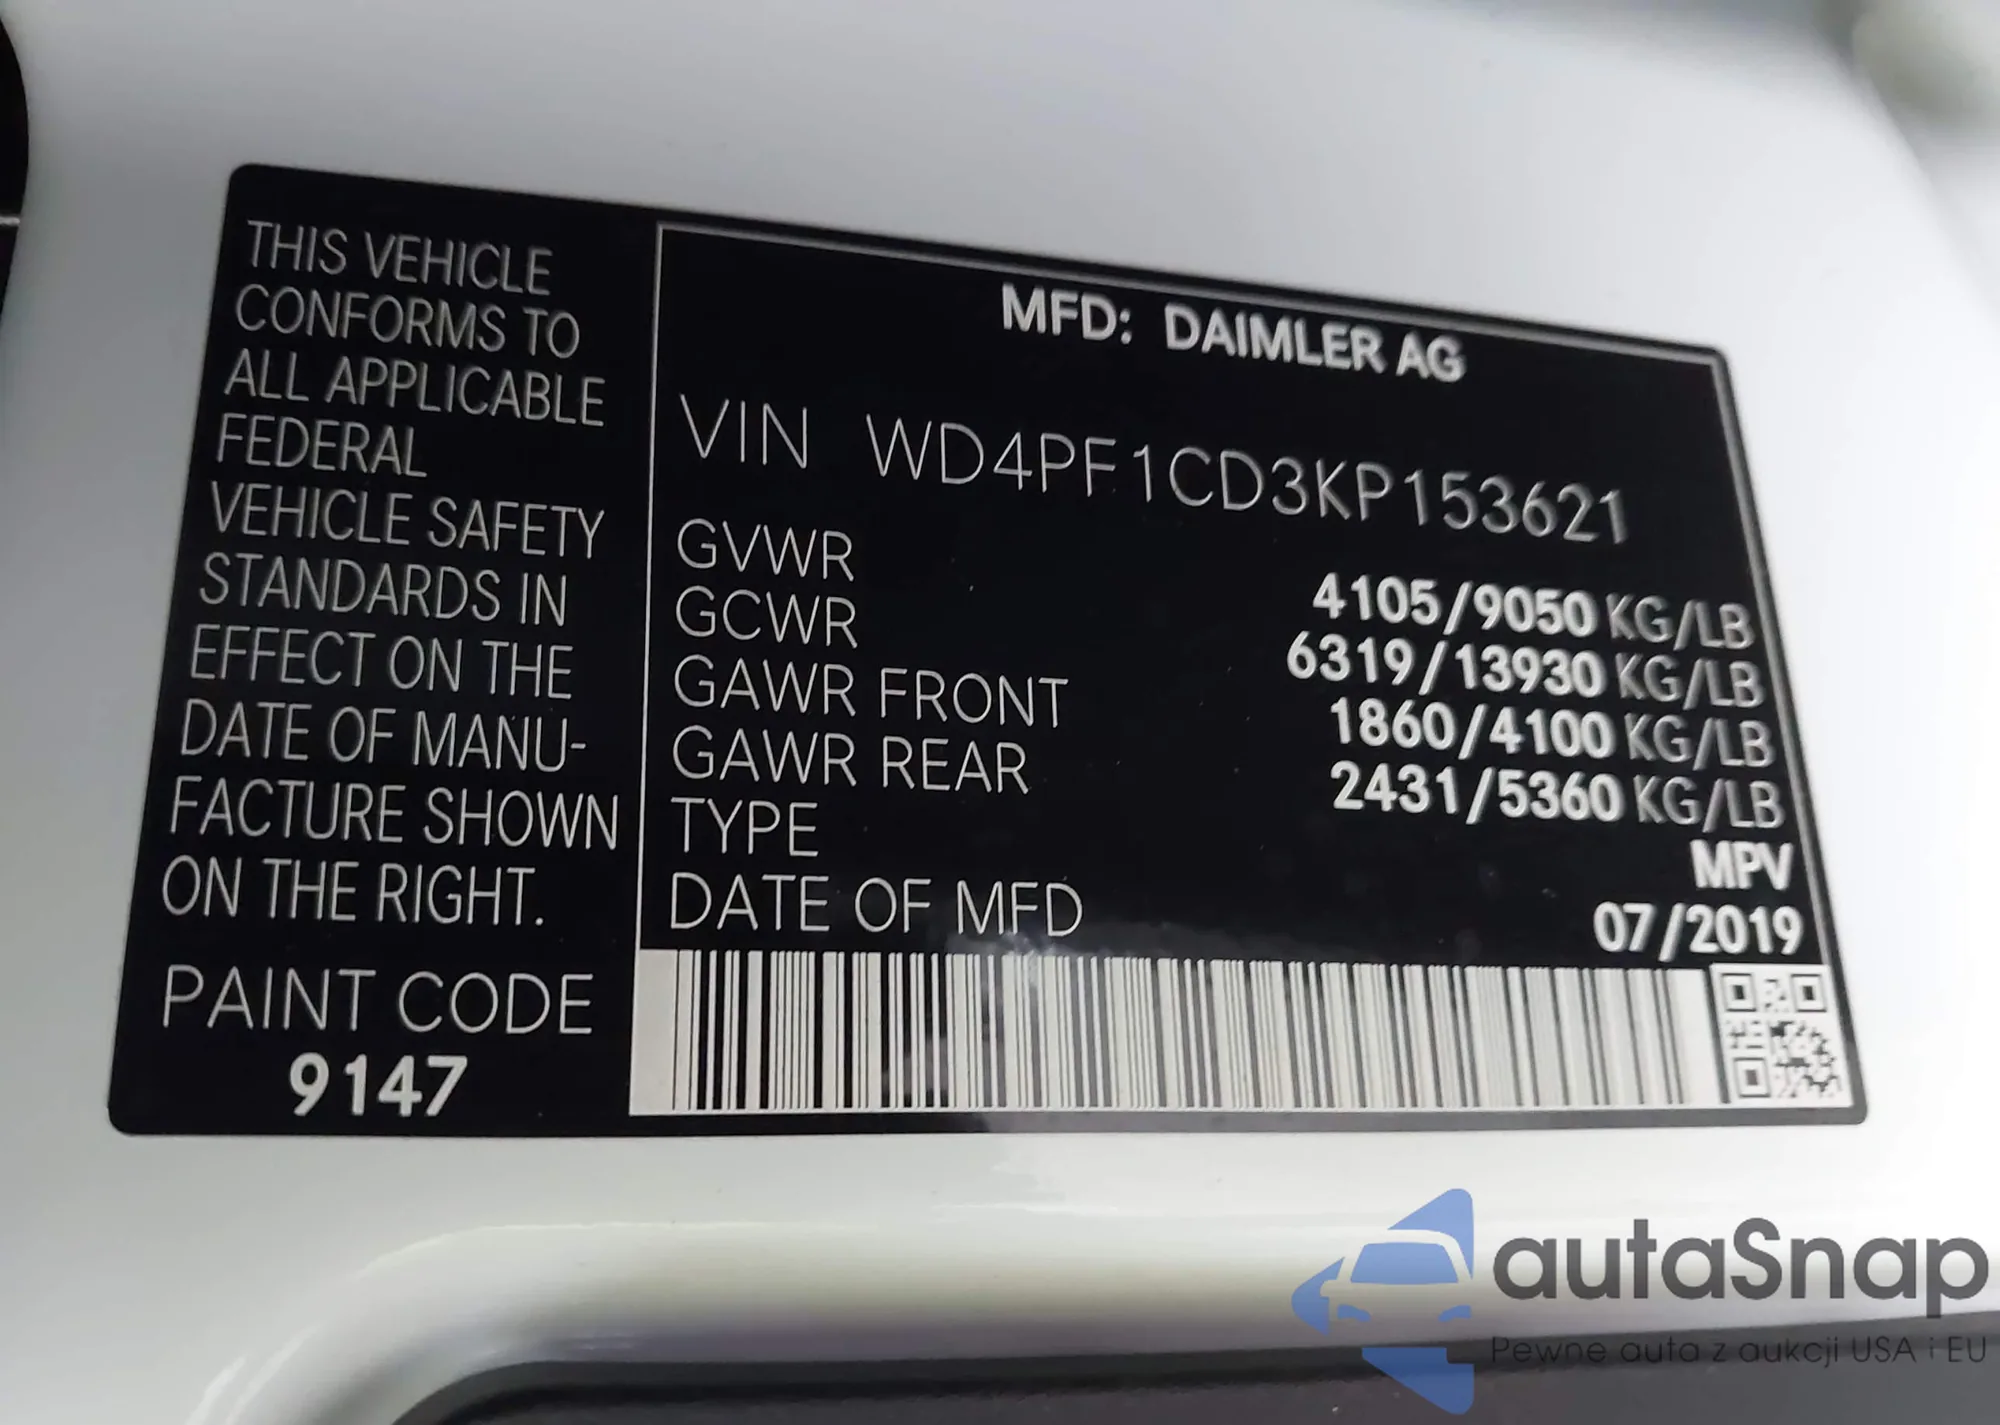 THIS VEHICLE
CONFORMS TO
ALL APPLICABLE
FEDERAL
VEHICLE SAFETY
STANDARDS IN
EFFECT ON THE
DATE OF MANU-
FACTURE SHOWN
ON THE RIGHT.
PAINT CODE
9147
MFD: DAIMLER AG
VIN WD4PF1CD3KP153621
GVWR 4105/9050 KG/LB
GCWR 6319/13930 KG/LB
GAWR FRONT 1860/4100 KG/LB
GAWR REAR 2431/5360 KG/LB
TYPE MPV
DATE OF MFD 07/2019
autaSnap
Pewne auta z aukcji USA i EU